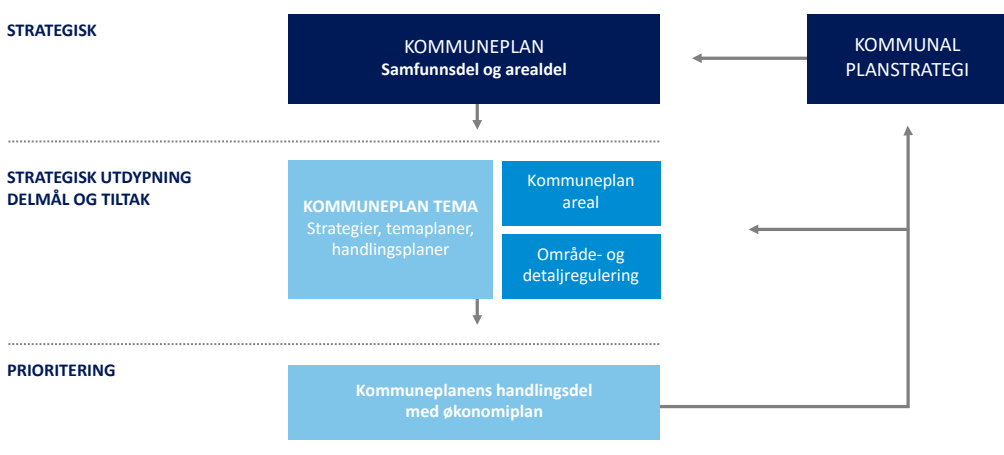 STRATEGISK
KOMMUNEPLAN
Samfunnsdel og arealdel
KOMMUNAL
PLANSTRATEGI
STRATEGISK UTDYPNING
DELMÅL OG TILTAK
KOMMUNEPLAN TEMA
Strategier, temaplaner,
handlingsplaner
Kommuneplan
areal
Område- og
detaljregulering
PRIORITERING
Kommuneplanens handlingsdel
med økonomiplan